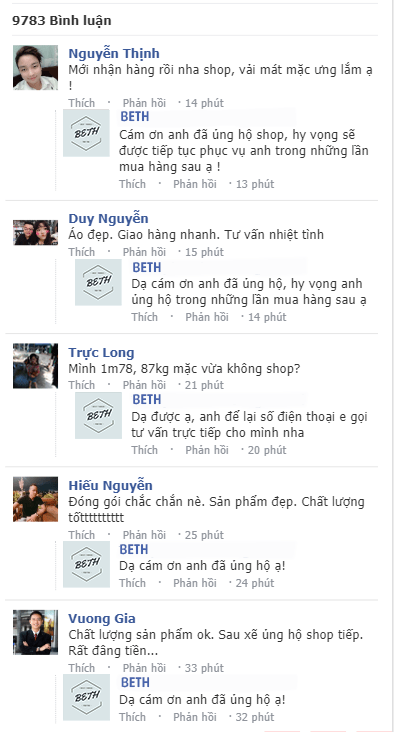 9783 Bình luận
Nguyễn Thịnh
Mới nhận hàng rồi nha shop, vải mát mặc ưng lắm ạ
!
Thích · Phản hồi · 14 phút
BETH
BETH
Cám ơn anh đã ủng hộ shop, hy vọng sẽ
được tiếp tục phục vụ anh trong những lần
mua hàng sau ạ !
Thích · Phản hồi · 13 phút
Duy Nguyễn
Áo đẹp. Giao hàng nhanh. Tư vấn nhiệt tình
Thích · Phản hồi · 15 phút
BETH
BETH
Dạ cám ơn anh đã ủng hộ, hy vọng anh
ủng hộ trong những lần mua hàng sau ạ
Thích · Phản hồi · 14 phút
Trực Long
Mình 1m78, 87kg mặc vừa không shop?
Thích · Phản hồi · 21 phút
BETH
BETH
Dạ được ạ, anh để lại số điện thoại e gọi
tư vấn trực tiếp cho mình nha
Thích · Phản hồi · 20 phút
Hiếu Nguyễn
Đóng gói chắc chắn nè. Sản phẩm đẹp. Chất lượng
tốtttttttttt
Thích · Phản hồi · 25 phút
BETH
BETH
Dạ cám ơn anh đã ủng hộ ạ!
Thích · Phản hồi · 24 phút
Vuong Gia
Chất lượng sản phẩm ok. Sau xẽ ủng hộ shop tiếp.
Rất đâng tiền...
Thích · Phản hồi · 33 phút
BETH
BETH
Dạ cám ơn anh đã ủng hộ ạ!
Thích · Phản hồi · 32 phút